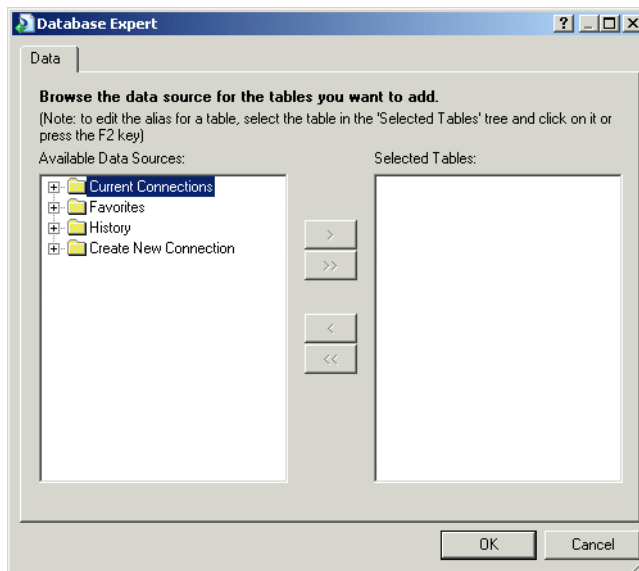 Database Expert
Data
Browse the data source for the tables you want to add.
(Note: to edit the alias for a table, select the table in the 'Selected Tables' tree and click on it or
press the F2 key)
Available Data Sources:
Selected Tables:
Current Connections
Favorites
History
Create New Connection
>
>>
<
<<
OK
Cancel